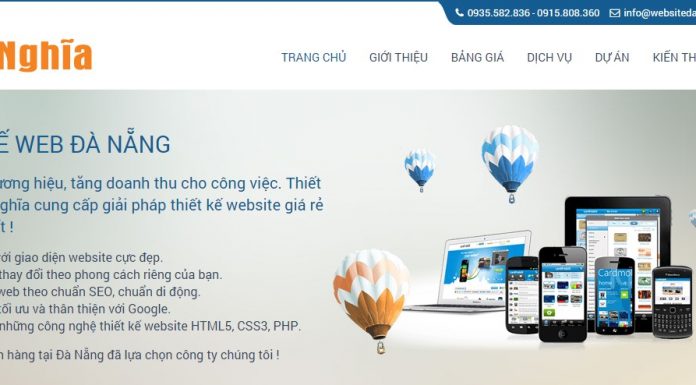 0935.582.836 - 0915.808.360 info@websiteda
Nghĩa
TRANG CHỦ GIỚI THIỆU BẢNG GIÁ DỊCH VỤ DỰ ÁN KIẾN TH
Ế WEB ĐÀ NẴNG
ương hiệu, tăng doanh thu cho công việc. Thiết
ghĩa cung cấp giải pháp thiết kế website giá rẻ
t !
với giao diện website cực đẹp.
thay đổi theo phong cách riêng của bạn.
web theo chuẩn SEO, chuẩn di động.
tối ưu và thân thiện với Google.
những công nghệ thiết kế website HTML5, CSS3, PHP.
h hàng tại Đà Nẵng đã lựa chọn công ty chúng tôi !